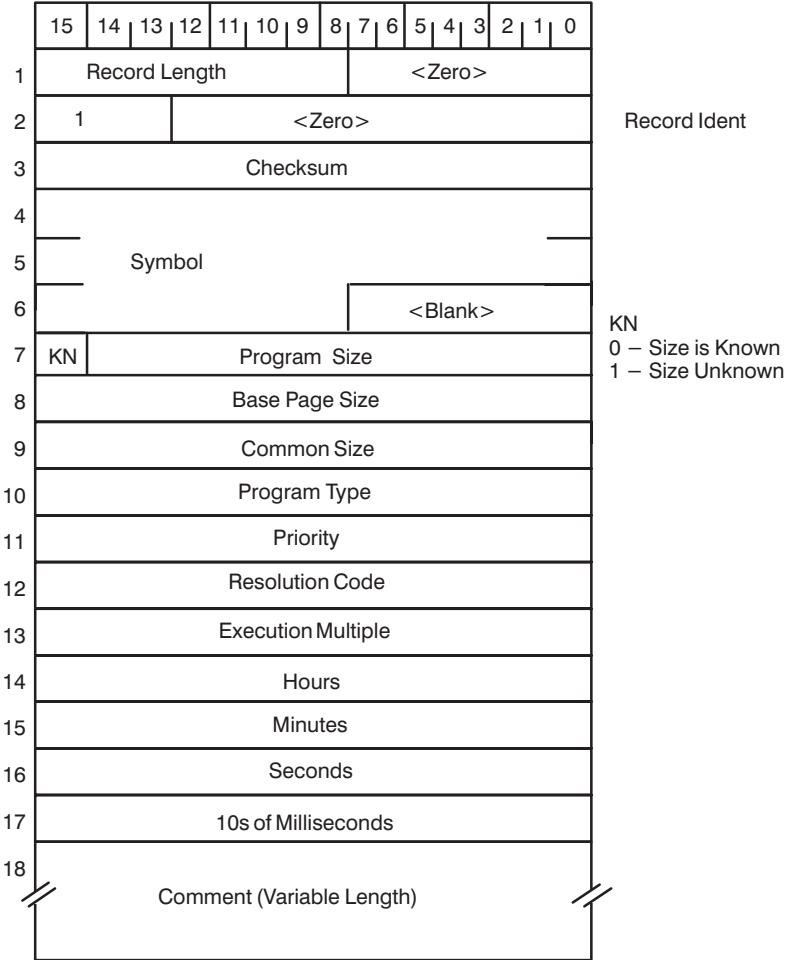 15 14 13 12 11 10 9 8 7 6 5 4 3 2 1 0
1 Record Length <Zero>
2 1 <Zero> Record Ident
3 Checksum
4
5 Symbol
6 <Blank>
KN
7 KN Program Size 0 – Size is Known
1 – Size Unknown
8 Base Page Size
9 Common Size
10 Program Type
11 Priority
12 Resolution Code
13 Execution Multiple
14 Hours
15 Minutes
16 Seconds
17 10s of Milliseconds
18
Comment (Variable Length)